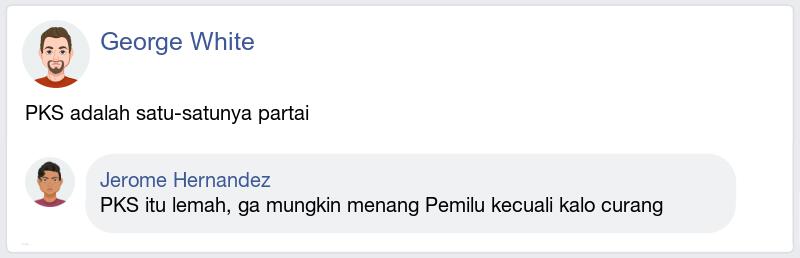 George White
PKS adalah satu-satunya partai
Jerome Hernandez
PKS itu lemah, ga mungkin menang Pemilu kecuali kalo curang